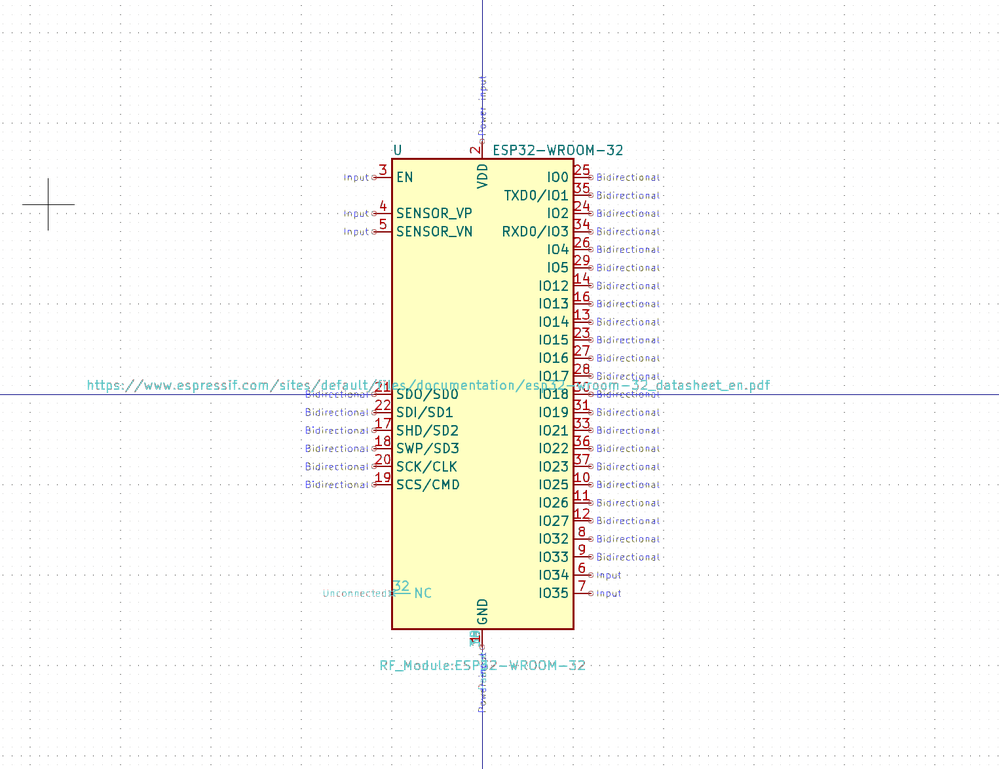 Power input
U ESP32-WROOM-32
2
VDD
Input 3 EN IO0 25 Bidirectional
TXD0/IO1 35 Bidirectional
Input 4 SENSOR_VP IO2 24 Bidirectional
Input 5 SENSOR_VN RXD0/IO3 34 Bidirectional
IO4 26 Bidirectional
IO5 29 Bidirectional
IO12 14 Bidirectional
IO13 16 Bidirectional
IO14 13 Bidirectional
IO15 23 Bidirectional
IO16 27 Bidirectional
IO17 28 Bidirectional
https://www.espressif.com/sites/default/files/documentation/esp32-wroom-32_datasheet_en.pdf
Bidirectional 21 SDO/SD0 IO18 30 Bidirectional
Bidirectional 22 SDI/SD1 IO19 31 Bidirectional
Bidirectional 17 SHD/SD2 IO21 33 Bidirectional
Bidirectional 18 SWP/SD3 IO22 36 Bidirectional
Bidirectional 20 SCK/CLK IO23 37 Bidirectional
Bidirectional 19 SCS/CMD IO25 10 Bidirectional
IO26 11 Bidirectional
IO27 12 Bidirectional
IO32 8 Bidirectional
IO33 9 Bidirectional
IO34 6 Input
Unconnected 32 NC IO35 7 Input
GND
1
RF_Module:ESP32-WROOM-32
Power input